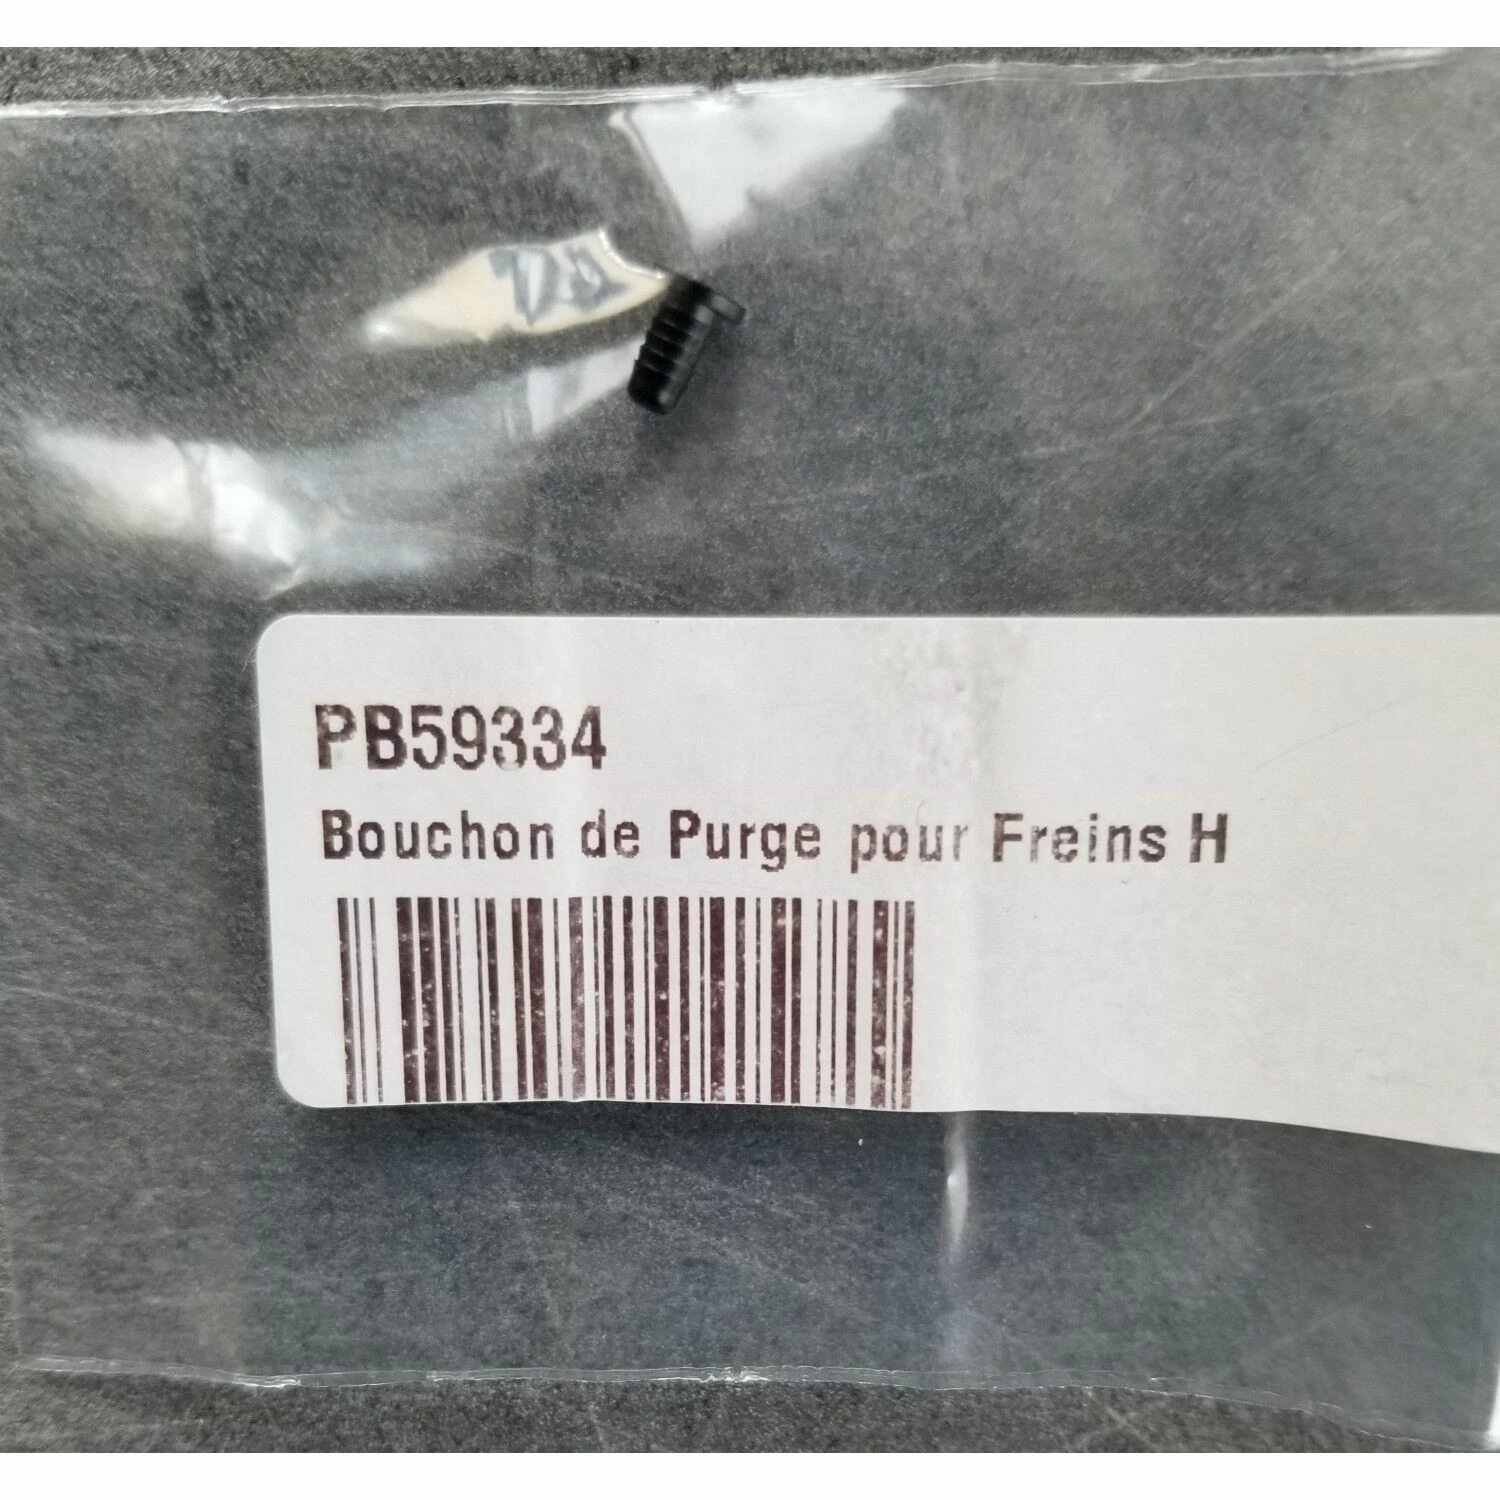 PB59334
Bouchon de Purge pour Freins H